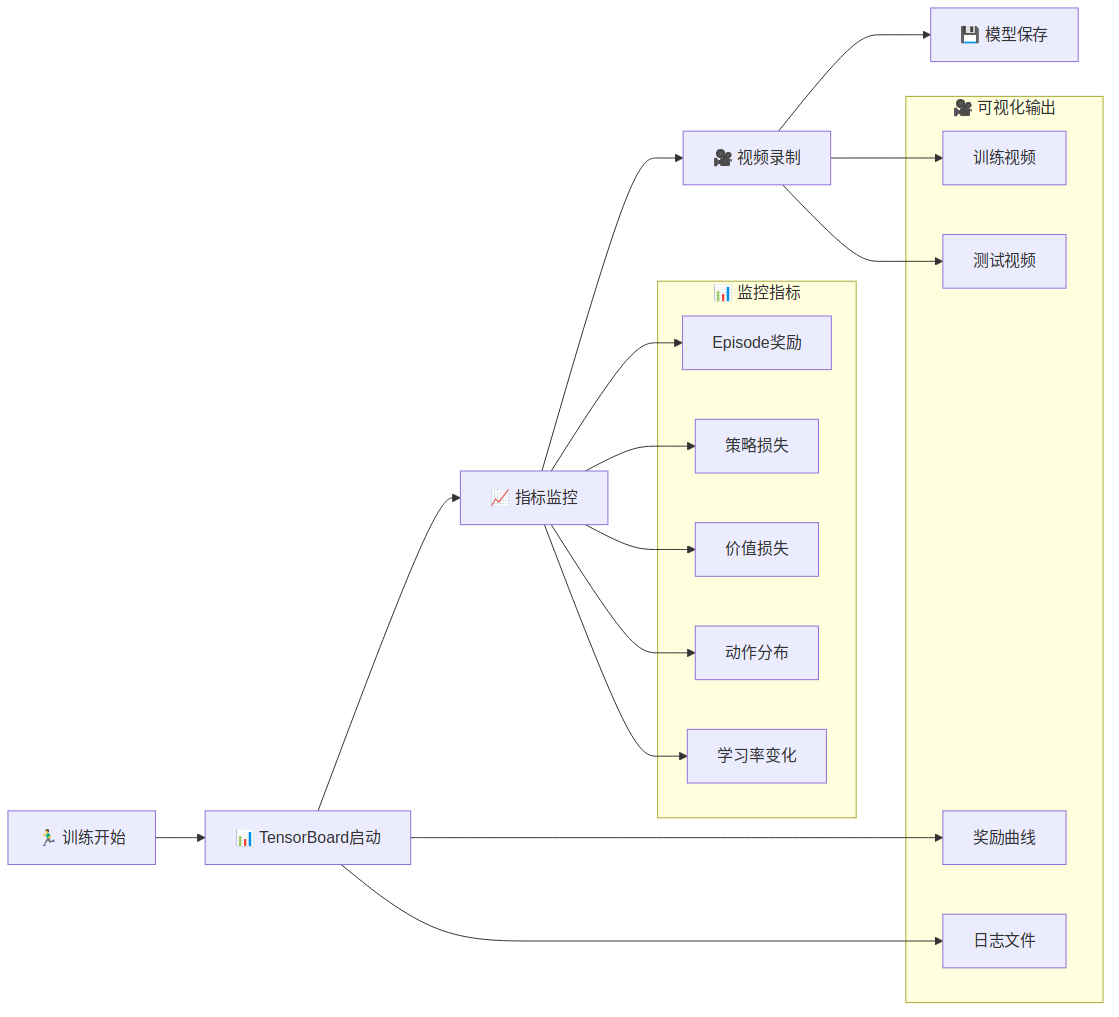 💾 模型保存
🎥 可视化输出
🎥 视频录制
训练视频
测试视频
📊 监控指标
Episode奖励
策略损失
📈 指标监控
价值损失
动作分布
学习率变化
🏃‍♂️ 训练开始
📊 TensorBoard启动
奖励曲线
日志文件